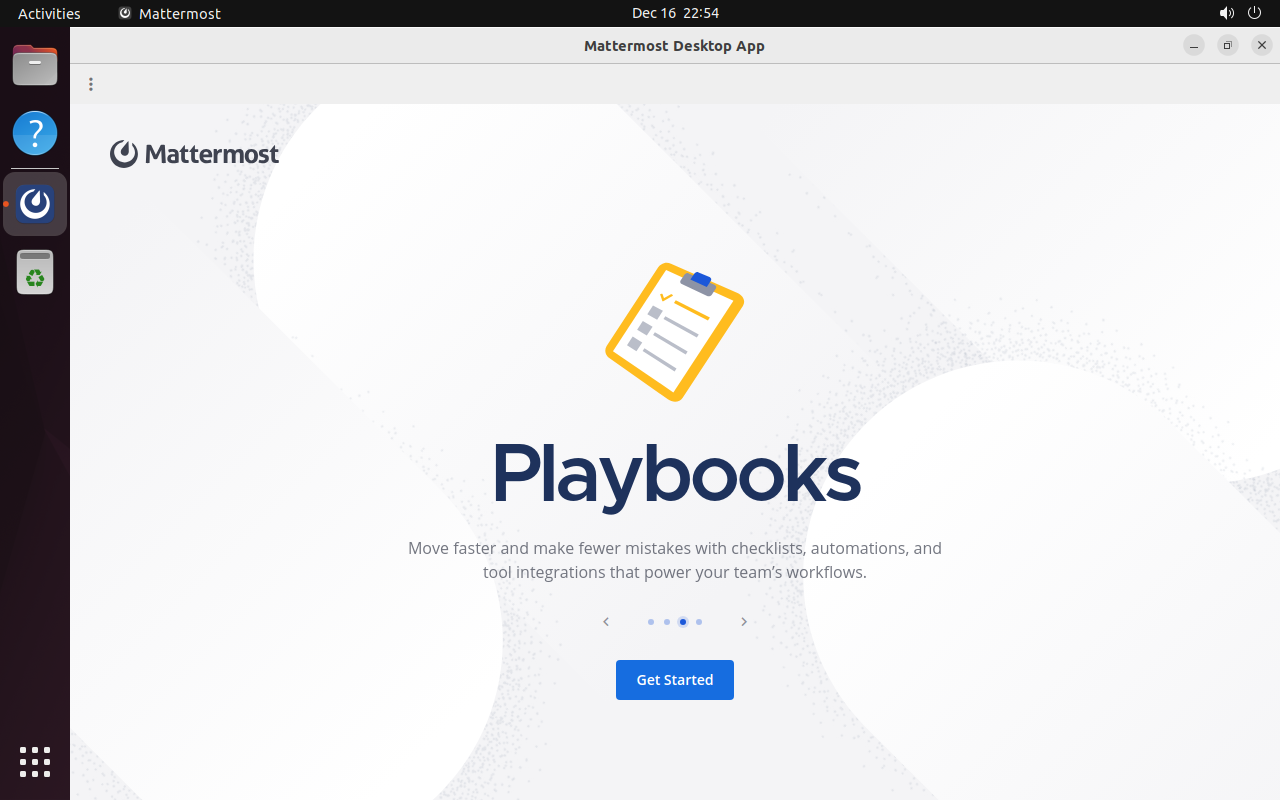 Activities
Mattermost
Dec 16 22:54
Mattermost Desktop App
Mattermost
Playbooks
Move faster and make fewer mistakes with checklists, automations, and
tool integrations that power your team’s workflows.
Get Started